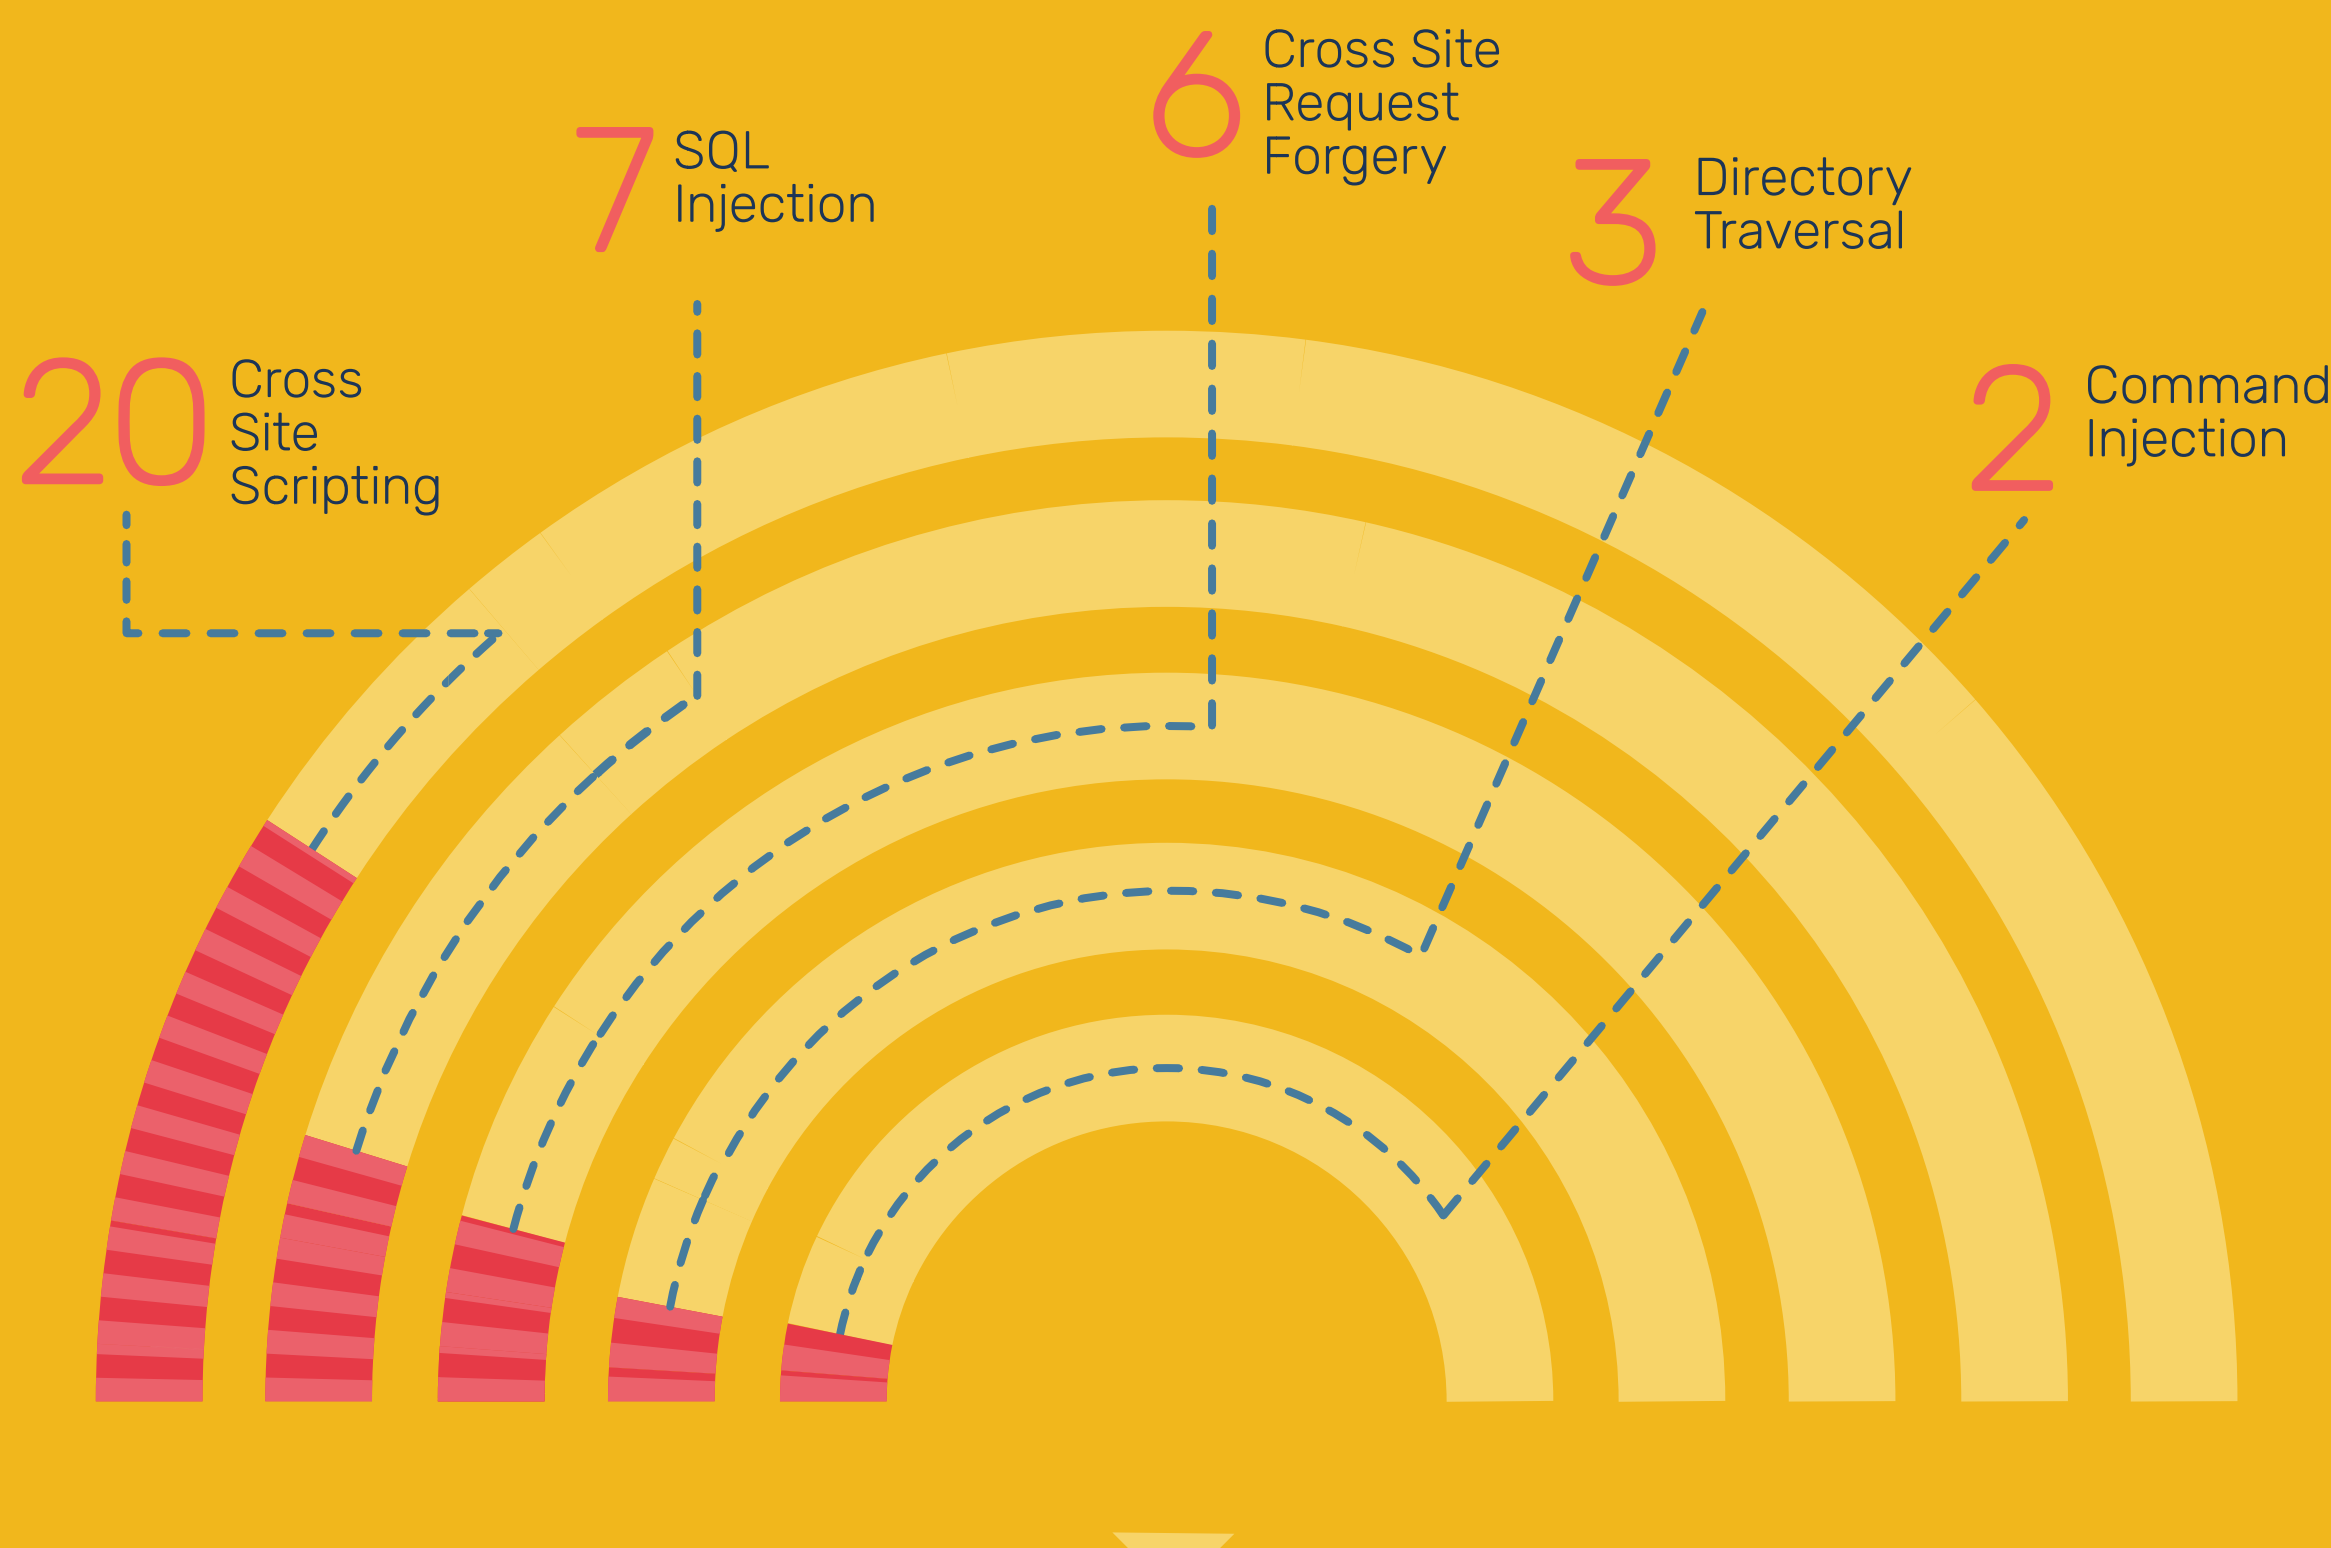 6
Cross Site
Request
Forgery
7
SQL
Injection
3
Directory
Traversal
20
Cross
Site
Scripting
2
Command
Injection